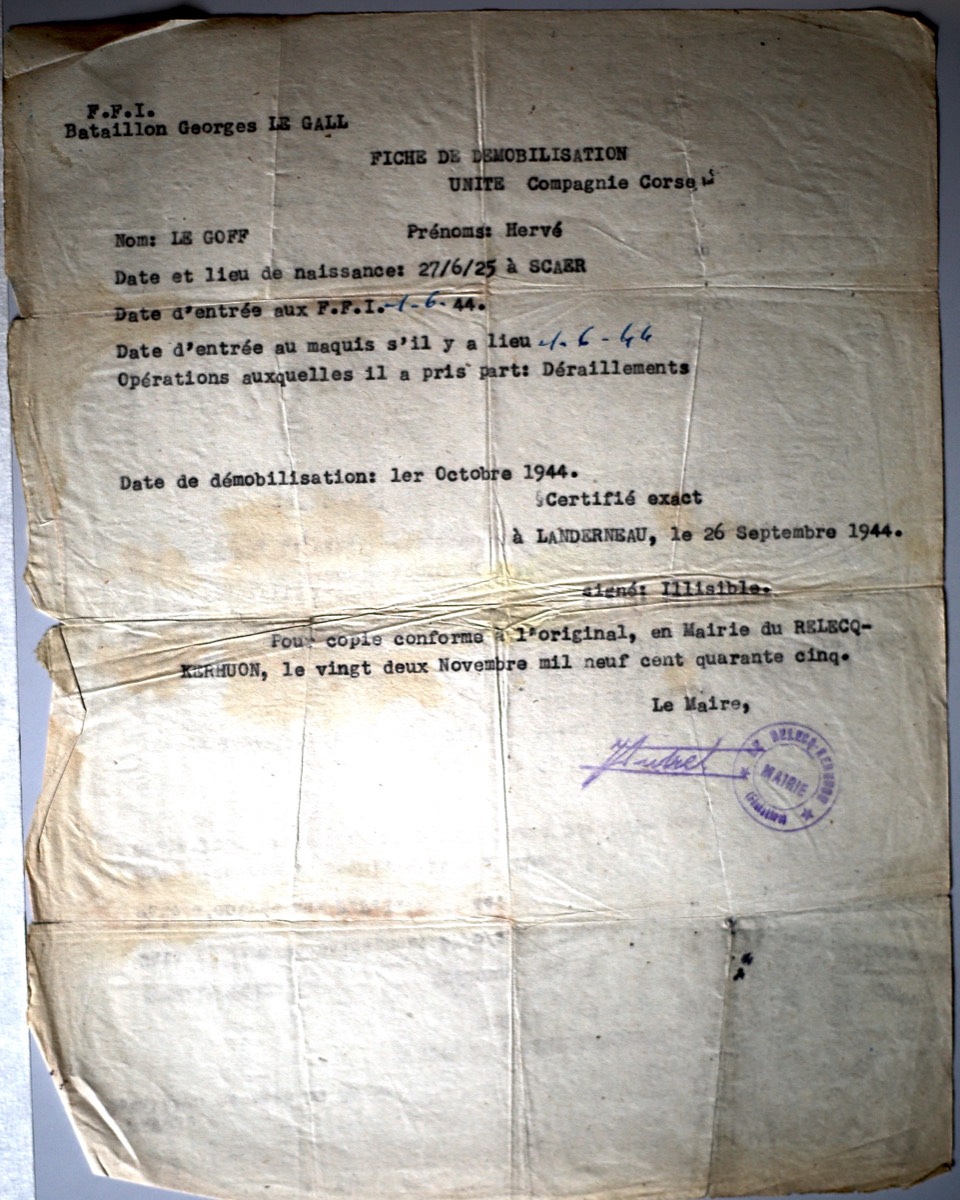 F.F.I.
Bataillon Georges LE GALL
FICHE DE DEMOBILISATION
UNITE Compagnie Corse
Nom: LE GOFF Prénoms: Hervé
Date et lieu de naissance: 27/6/25 à SCAER
Date d'entrée aux F.F.I. -1-6-44.
Date d'entrée au maquis s'il y a lieu -1-6-44
Opérations auxquelles il a pris part: Déraillements
Date de démobilisation: 1er Octobre 1944.
Certifié exact
à LANDERNEAU, le 26 Septembre 1944.
signé: Illisible.
Pour copie conforme à l'original, en Mairie du RELECQ-
KERHUON, le vingt deux Novembre mil neuf cent quarante cinq.
Le Maire,
LE RELECQ-KERHUON
MAIRIE
(Finistère)